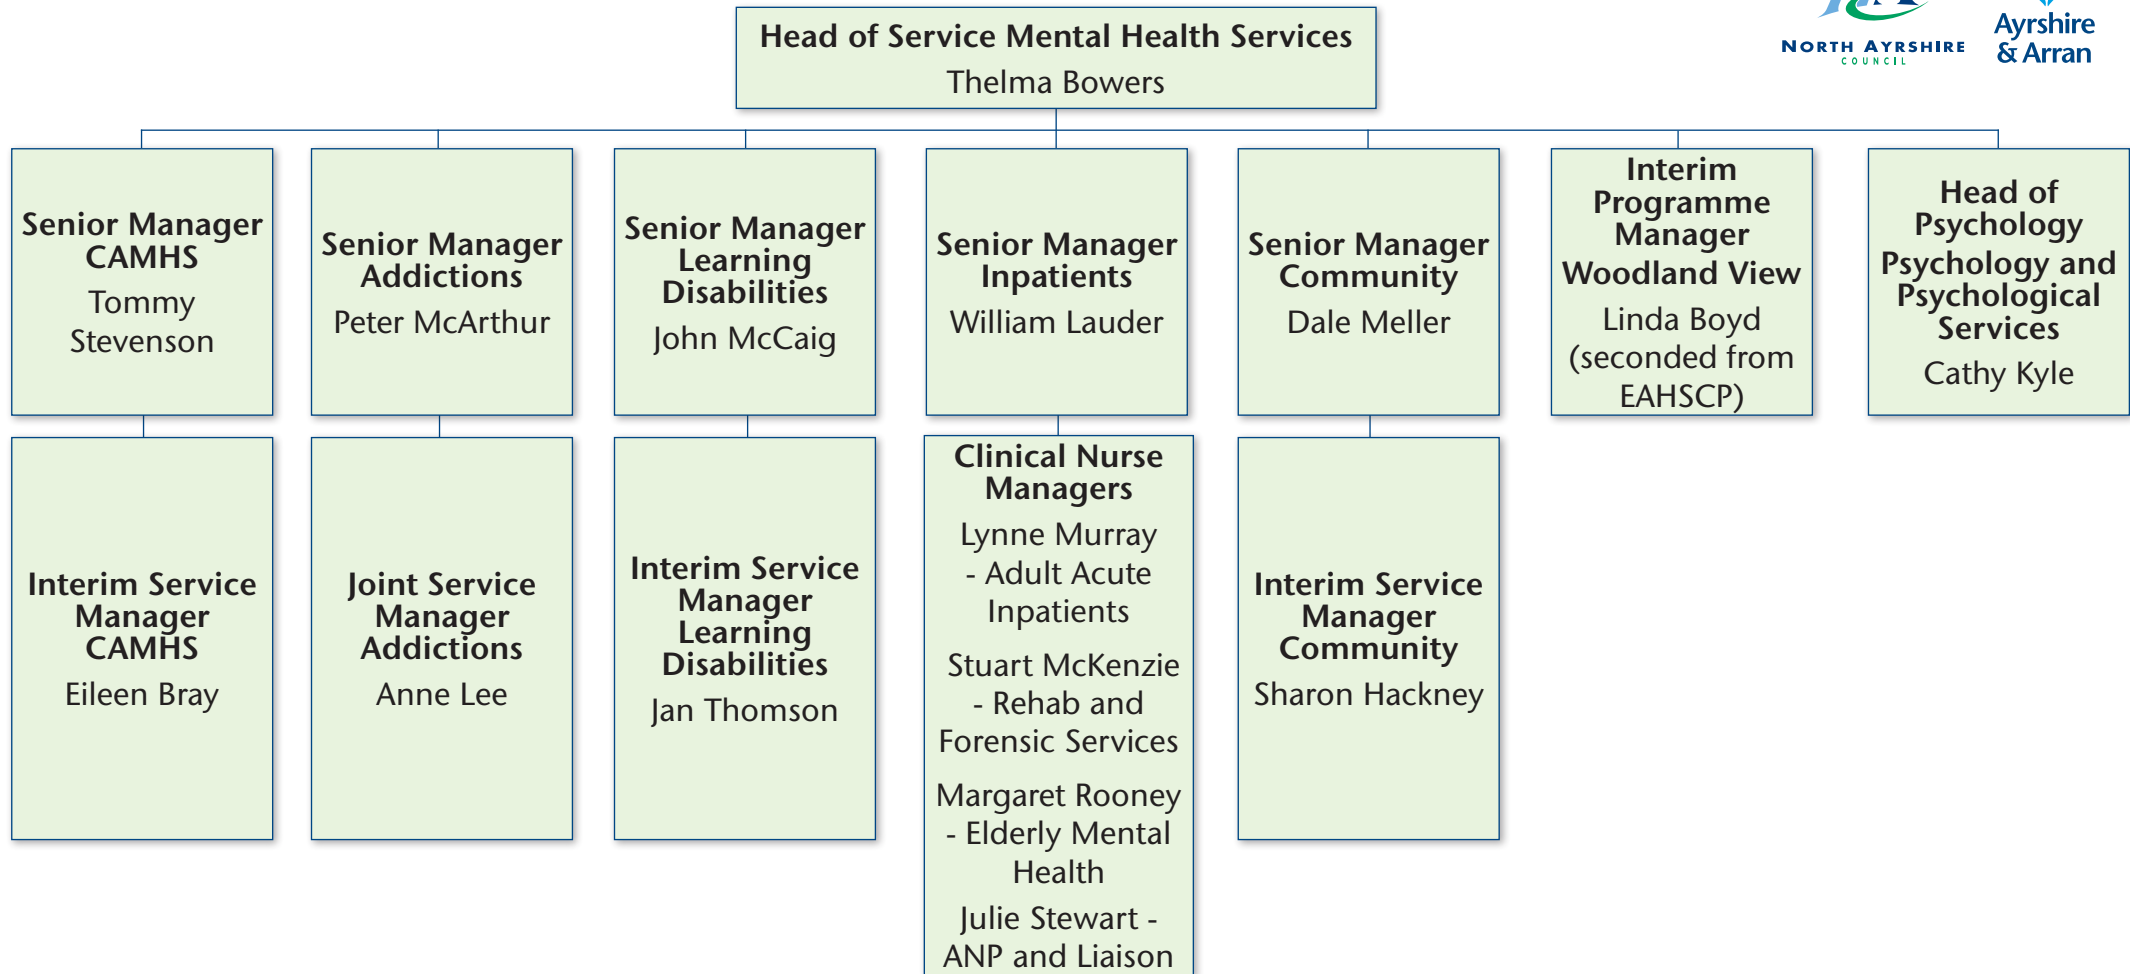 Head of Service Mental Health Services
Thelma Bowers
NORTH AYRSHIRE
COUNCIL
Ayrshire
& Arran
Senior Manager
CAMHS
Tommy
Stevenson
Senior Manager
Addictions
Peter McArthur
Senior Manager
Learning
Disabilities
John McCaig
Senior Manager
Inpatients
William Lauder
Senior Manager
Community
Dale Meller
Interim
Programme
Manager
Woodland View
Linda Boyd
(seconded from
EAHSCP)
Head of
Psychology
Psychology and
Psychological
Services
Cathy Kyle
Interim Service
Manager
CAMHS
Eileen Bray
Joint Service
Manager
Addictions
Anne Lee
Interim Service
Manager
Learning
Disabilities
Jan Thomson
Clinical Nurse
Managers
Lynne Murray
- Adult Acute
Inpatients
Stuart McKenzie
- Rehab and
Forensic Services
Margaret Rooney
- Elderly Mental
Health
Julie Stewart -
ANP and Liaison
Interim Service
Manager
Community
Sharon Hackney